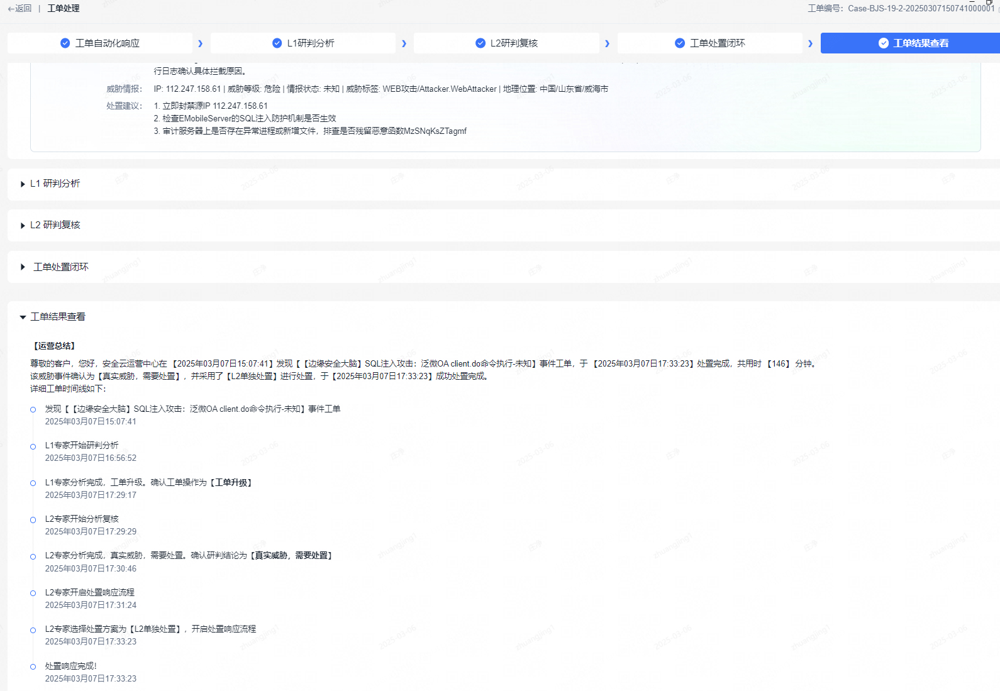 ←返回 | 工单处理
工单编号：Case-BJS-19-2-20250307150741000001
工单自动化响应
L1研判分析
L2研判复核
工单处置闭环
工单结果查看
行日志确认具体拦截原因。
威胁情报： IP: 112.247.158.61 | 威胁等级: 危险 | 情报状态: 未知 | 威胁标签: WEB攻击/Attacker.WebAttacker | 地理位置: 中国/山东省/威海市
处置建议： 1. 立即封禁源IP 112.247.158.61
2. 检查EMobileServer的SQL注入防护机制是否生效
3. 审计服务器上是否存在异常进程或新增文件，排查是否残留恶意函数MzSNqKsZTagmf
L1 研判分析
L2 研判复核
工单处置闭环
工单结果查看
【运营总结】
尊敬的客户，您好，安全云运营中心在 【2025年03月07日15:07:41】发现【【边缘安全大脑】SQL注入攻击：泛微OA client.do命令执行-未知】事件工单，于 【2025年03月07日17:33:23】处置完成，共用时 【146】 分钟。
该威胁事件确认为【真实威胁，需要处置】，并采用了【L2单独处置】进行处置，于【2025年03月07日17:33:23】成功处置完成。
详细工单时间线如下：
发现【【边缘安全大脑】SQL注入攻击：泛微OA client.do命令执行-未知】事件工单
2025年03月07日15:07:41
L1专家开始研判分析
2025年03月07日16:56:52
L1专家分析完成，工单升级。确认工单操作为【工单升级】
2025年03月07日17:29:17
L2专家开始分析复核
2025年03月07日17:29:29
L2专家分析完成，真实威胁，需要处置。确认研判结论为【真实威胁，需要处置】
2025年03月07日17:30:46
L2专家开启处置响应流程
2025年03月07日17:31:24
L2专家选择处置方案为【L2单独处置】，开启处置响应流程
2025年03月07日17:33:23
处置响应完成！
2025年03月07日17:33:23